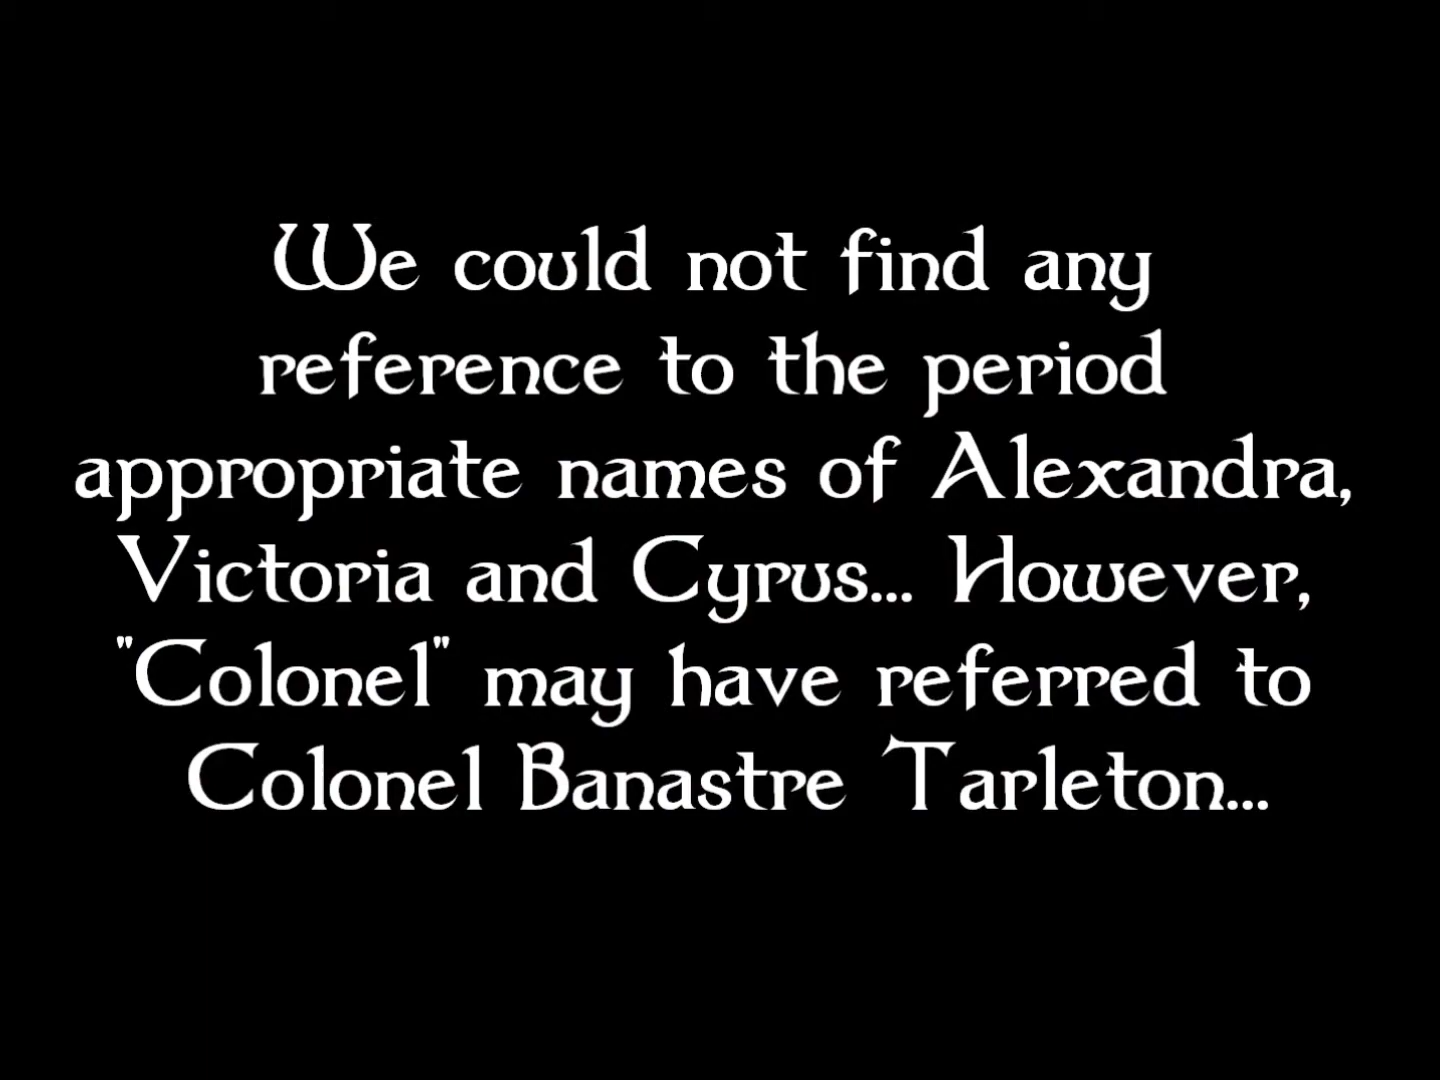 We could not find any
reference to the period
appropriate names of Alexandra,
Victoria and Cyrus... However,
"Colonel" may have referred to
Colonel Banastre Tarleton...